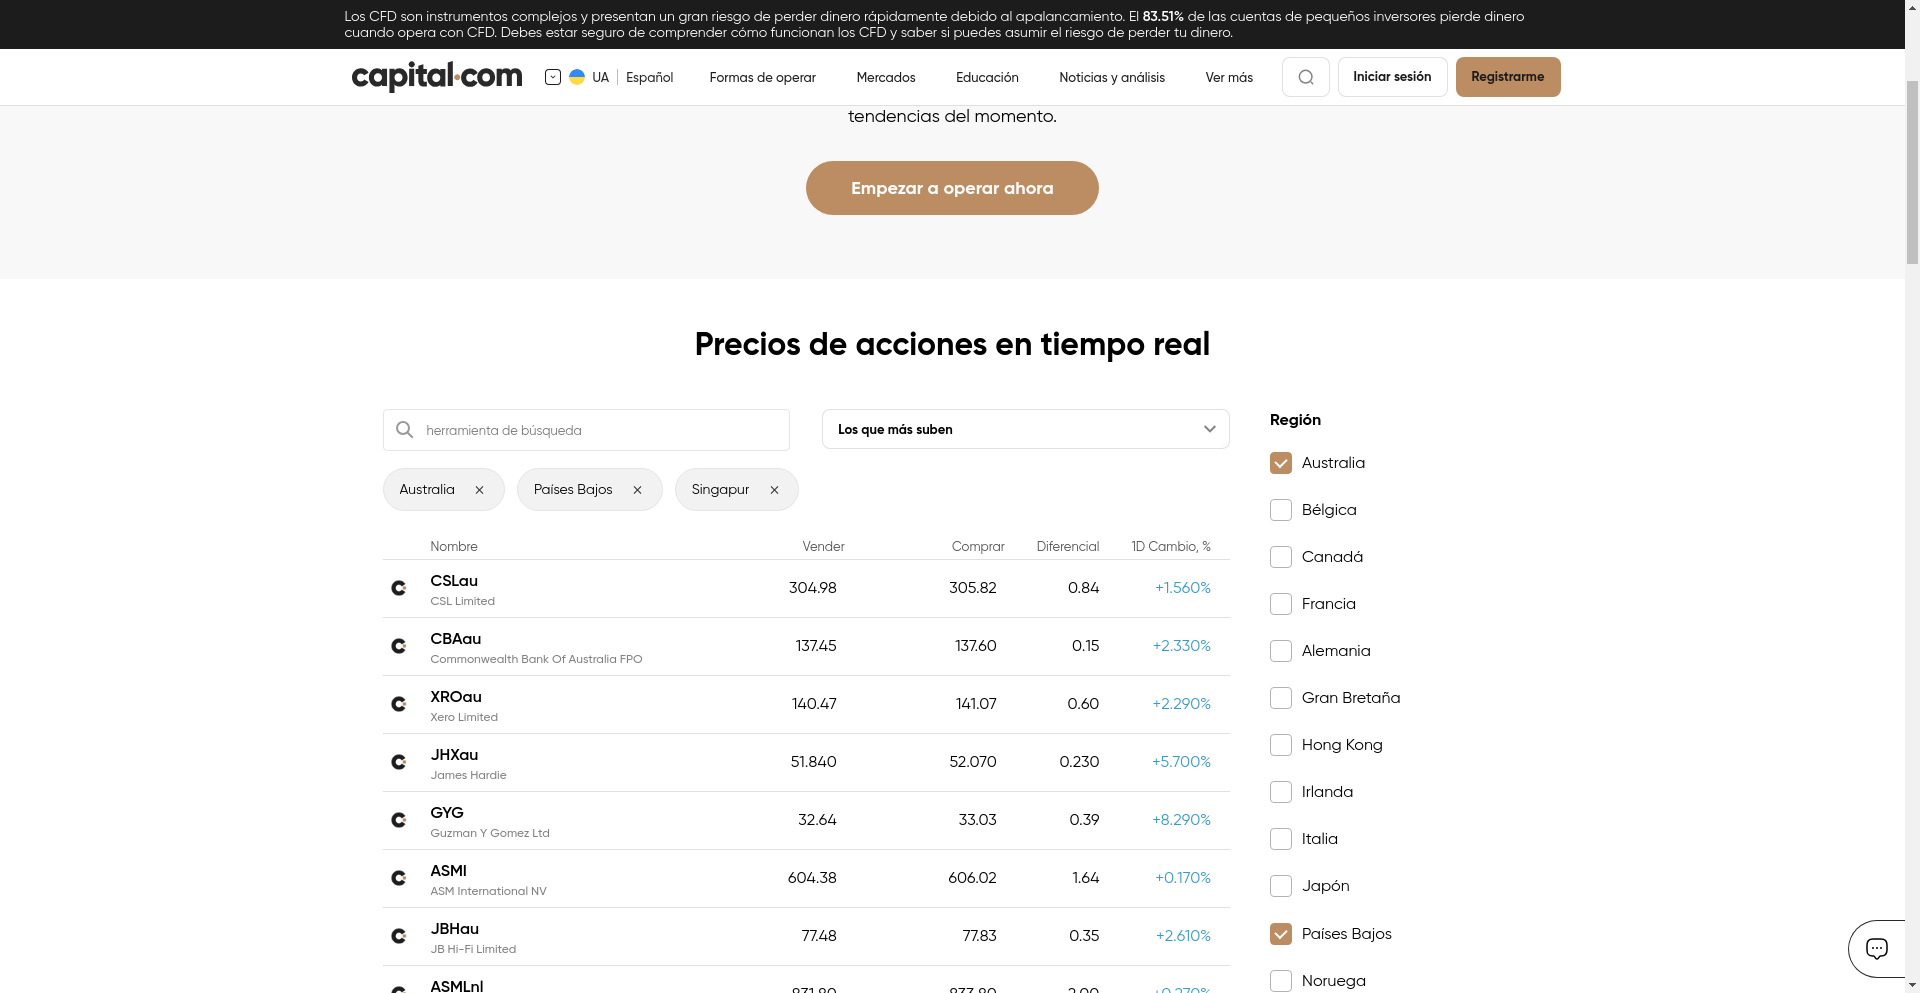 Los CFD son instrumentos complejos y presentan un gran riesgo de perder dinero rápidamente debido al apalancamiento. El 83.51% de las cuentas de pequeños inversores pierde dinero
cuando opera con CFD. Debes estar seguro de comprender cómo funcionan los CFD y saber si puedes asumir el riesgo de perder tu dinero.
capital.com UA Español Formas de operar Mercados Educación Noticias y análisis Ver más Iniciar sesión Registrarme
tendencias del momento.
Empezar a operar ahora
Precios de acciones en tiempo real
herramienta de búsqueda
Los que más suben
Australia Países Bajos Singapur
Nombre Vender Comprar Diferencial 1D Cambio, %
CSLau 304.98 305.82 0.84 +1.560%
CSL Limited
CBAau 137.45 137.60 0.15 +2.330%
Commonwealth Bank Of Australia FPO
XROau 140.47 141.07 0.60 +2.290%
Xero Limited
JHXau 51.840 52.070 0.230 +5.700%
James Hardie
GYG 32.64 33.03 0.39 +8.290%
Guzman Y Gomez Ltd
ASMI 604.38 606.02 1.64 +0.170%
ASM International NV
JBHau 77.48 77.83 0.35 +2.610%
JB Hi-Fi Limited
ASMLnl 831.80 833.80 2.00 +0.270%
Región
Australia
Bélgica
Canadá
Francia
Alemania
Gran Bretaña
Hong Kong
Irlanda
Italia
Japón
Países Bajos
Noruega